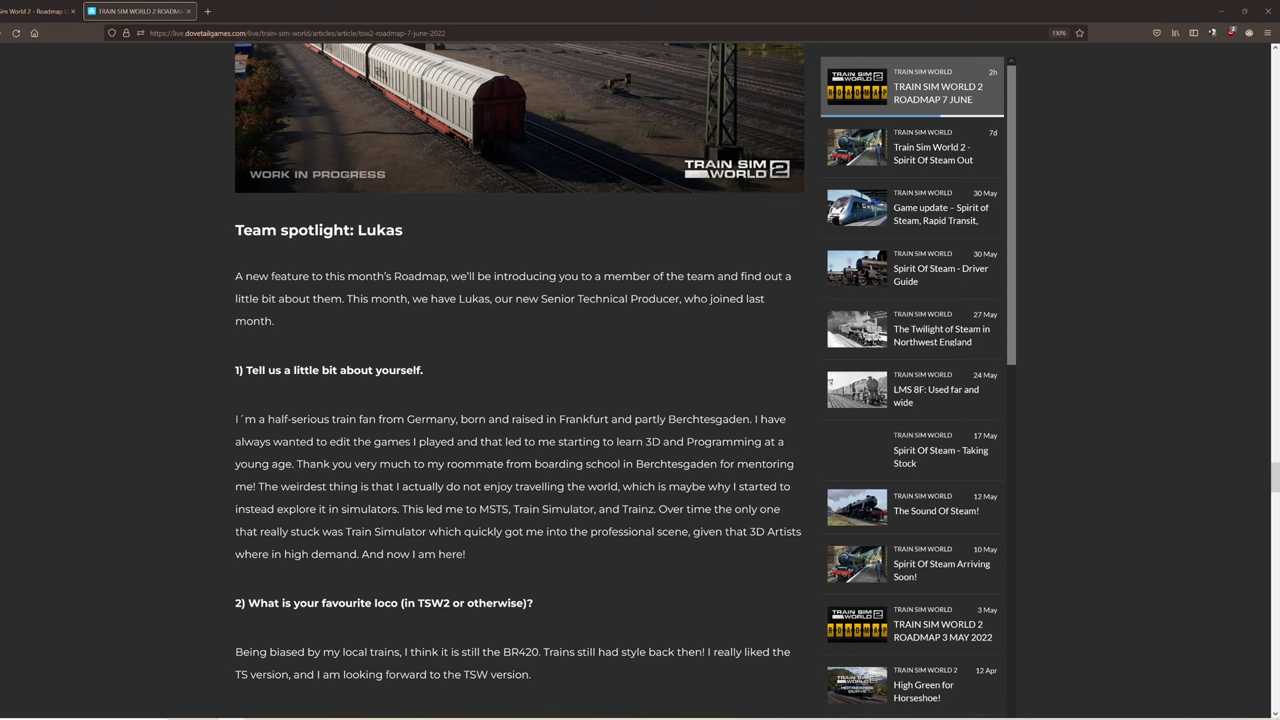 Sim World 2 - Roadmap
TRAIN SIM WORLD 2 ROADMA
https://live.dovetailgames.com/live/train-sim-world/articles/article/tsw2-roadmap-7-june-2022
130%
WORK IN PROGRESS
TRAIN SIM WORLD 2
Team spotlight: Lukas
A new feature to this month's Roadmap, we'll be introducing you to a member of the team and find out a
little bit about them. This month, we have Lukas, our new Senior Technical Producer, who joined last
month.
1) Tell us a little bit about yourself.
I´m a half-serious train fan from Germany, born and raised in Frankfurt and partly Berchtesgaden. I have
always wanted to edit the games I played and that led to me starting to learn 3D and Programming at a
young age. Thank you very much to my roommate from boarding school in Berchtesgaden for mentoring
me! The weirdest thing is that I actually do not enjoy travelling the world, which is maybe why I started to
instead explore it in simulators. This led me to MSTS, Train Simulator, and Trainz. Over time the only one
that really stuck was Train Simulator which quickly got me into the professional scene, given that 3D Artists
where in high demand. And now I am here!
2) What is your favourite loco (in TSW2 or otherwise)?
Being biased by my local trains, I think it is still the BR420. Trains still had style back then! I really liked the
TS version, and I am looking forward to the TSW version.
TRAIN SIM WORLD 2
ROADMAP
TRAIN SIM WORLD 2h
TRAIN SIM WORLD 2
ROADMAP 7 JUNE
TRAIN SIM WORLD 7d
Train Sim World 2 -
Spirit Of Steam Out
TRAIN SIM WORLD 30 May
Game update – Spirit of
Steam, Rapid Transit,
TRAIN SIM WORLD 30 May
Spirit Of Steam - Driver
Guide
TRAIN SIM WORLD 27 May
The Twilight of Steam in
Northwest England
TRAIN SIM WORLD 24 May
LMS 8F: Used far and
wide
TRAIN SIM WORLD 17 May
Spirit Of Steam - Taking
Stock
TRAIN SIM WORLD 12 May
The Sound Of Steam!
TRAIN SIM WORLD 10 May
Spirit Of Steam Arriving
Soon!
TRAIN SIM WORLD 2
ROADMAP
TRAIN SIM WORLD 3 May
TRAIN SIM WORLD 2
ROADMAP 3 MAY 2022
TRAIN SIM WORLD 2 12 Apr
High Green for
Horseshoe!